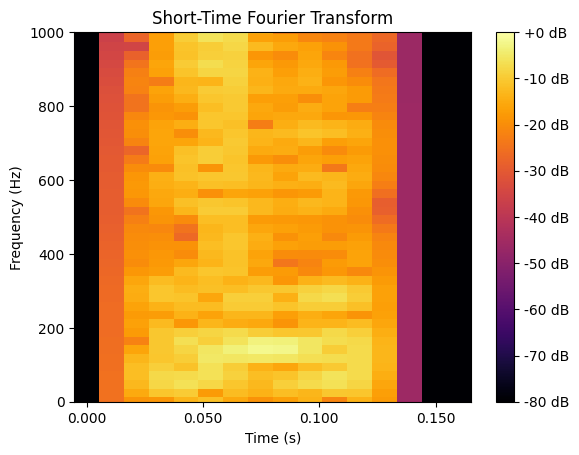 Short-Time Fourier Transform
1000
800
600
400
200
0
Frequency (Hz)
0.000
0.050
0.100
0.150
Time (s)
+0 dB
-10 dB
-20 dB
-30 dB
-40 dB
-50 dB
-60 dB
-70 dB
-80 dB